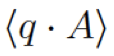 ⟨q · A⟩